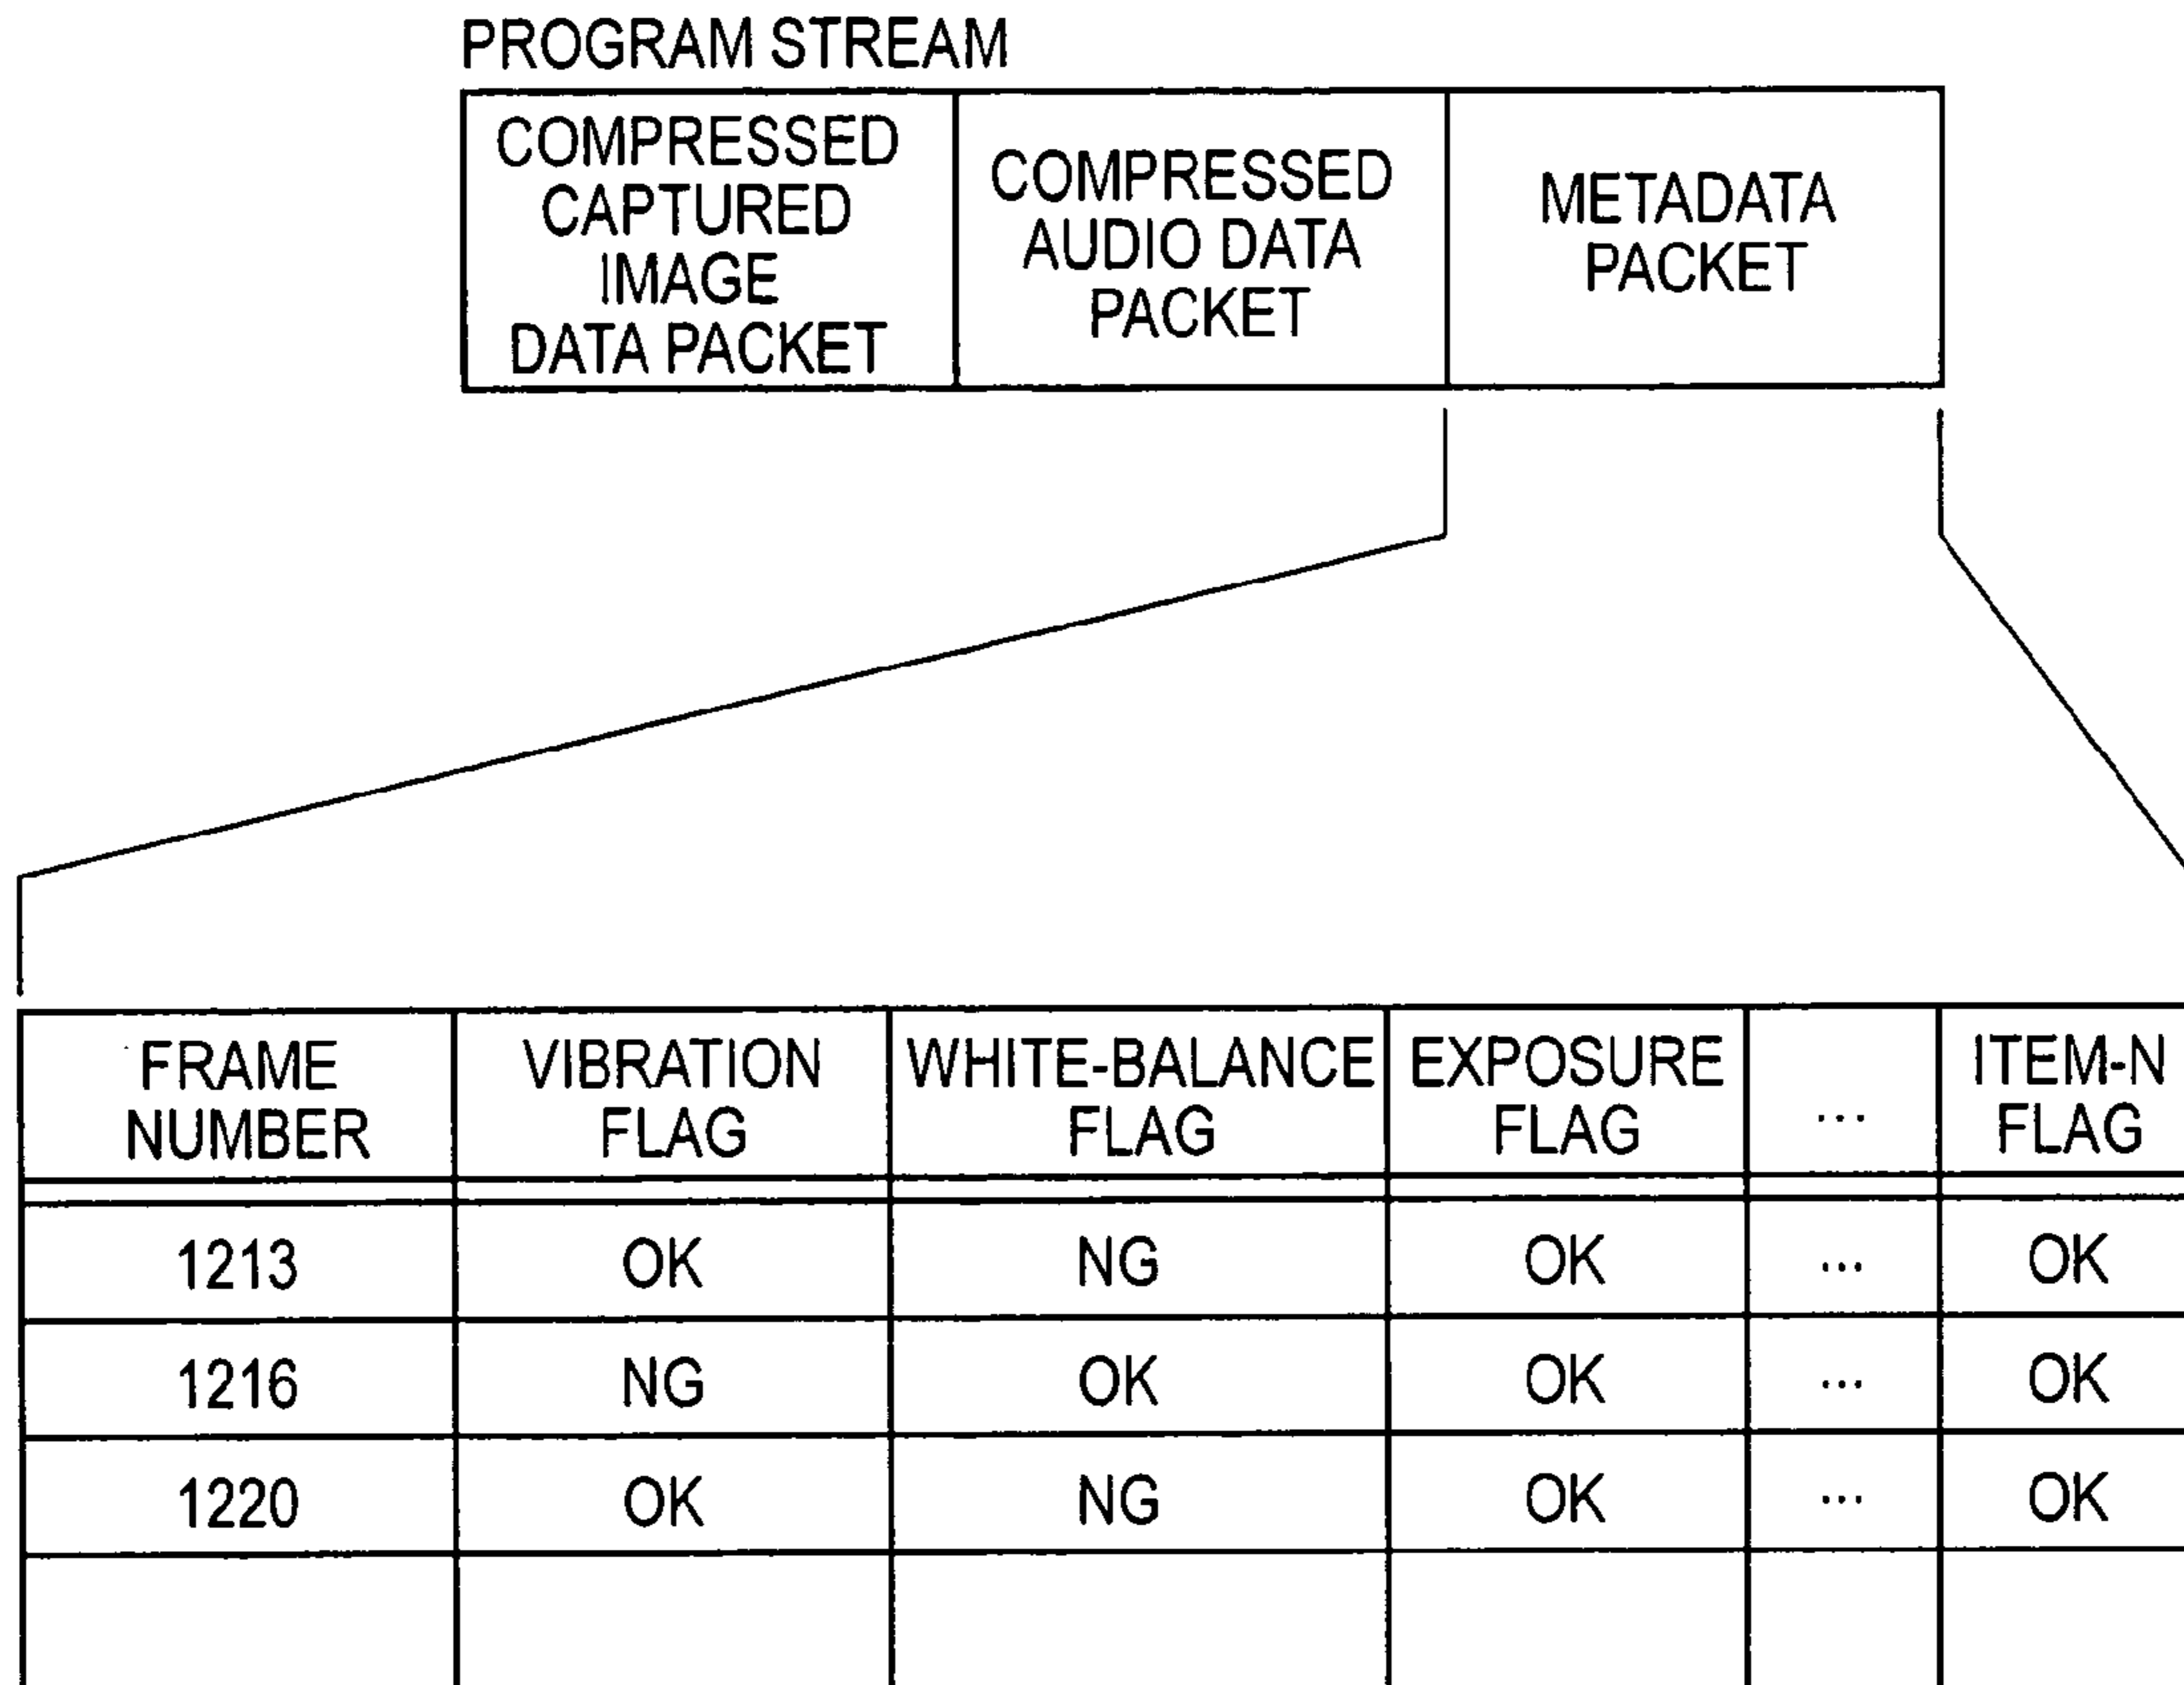 PROGRAM STREAM
COMPRESSED
CAPTURED
IMAGE
DATA PACKET
COMPRESSED
AUDIO DATA
PACKET
METADATA
PACKET
FRAME
NUMBER
VIBRATION
FLAG
WHITE-BALANCE
FLAG
EXPOSURE
FLAG
...
ITEM-N
FLAG
1213 OK NG OK ... OK
1216 NG OK OK ... OK
1220 OK NG OK ... OK